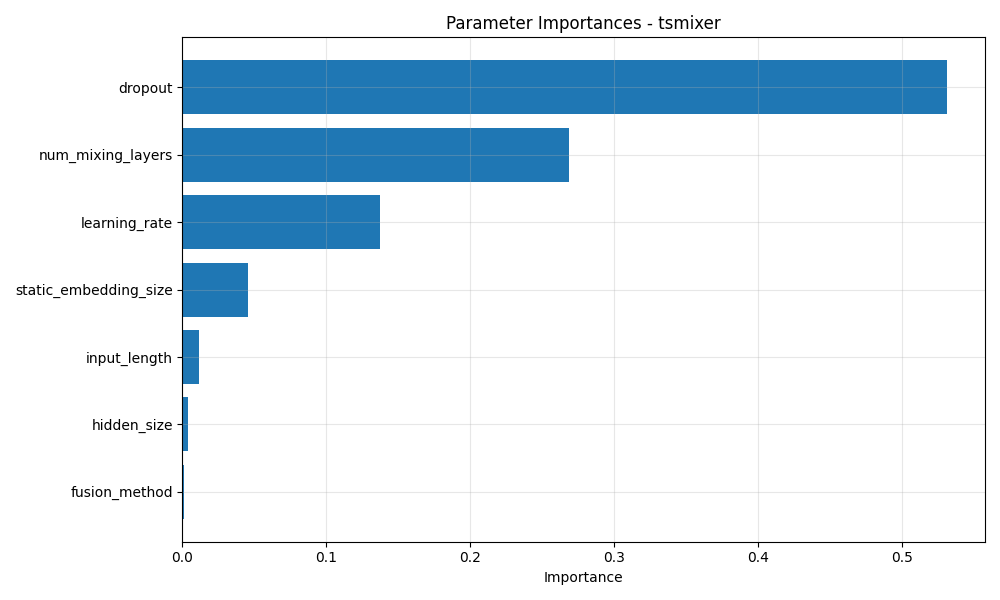 Parameter Importances - tsmixer
dropout
num_mixing_layers
learning_rate
static_embedding_size
input_length
hidden_size
fusion_method
0.0 0.1 0.2 0.3 0.4 0.5
Importance